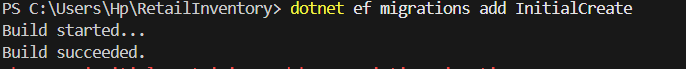 PS C:\Users\Hp\RetailInventory> dotnet ef migrations add InitialCreate
Build started...
Build succeeded.